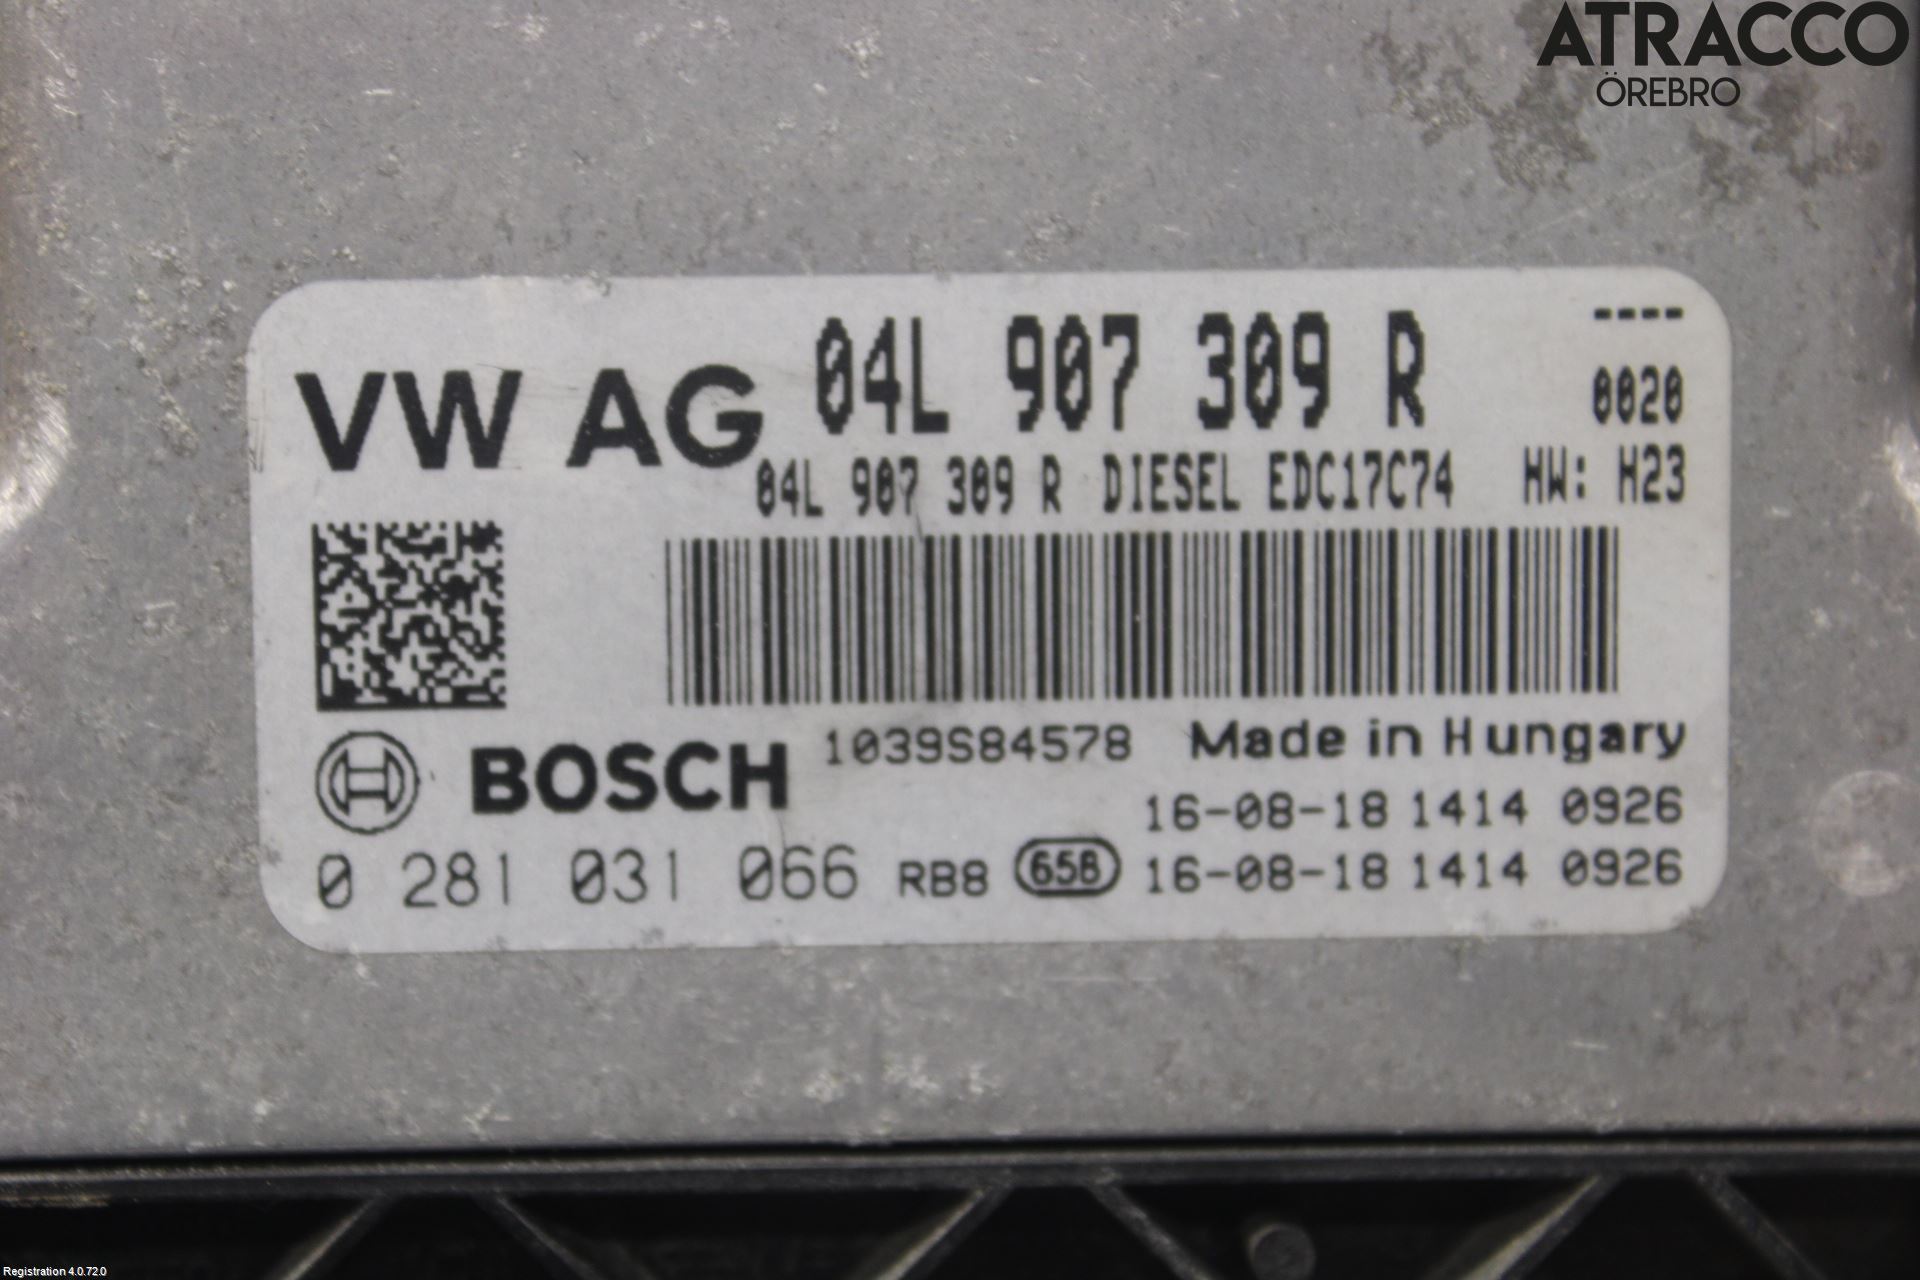 ATRACCO
ÖREBRO
VW AG 04L 907 309 R ----
0020
04L 907 309 R DIESEL EDC17C74 HW: H23
BOSCH 1039S84578 Made in Hungary
16-08-18 1414 0926
0 281 031 066 RB8 65B 16-08-18 1414 0926
Registration 4.0.72.0